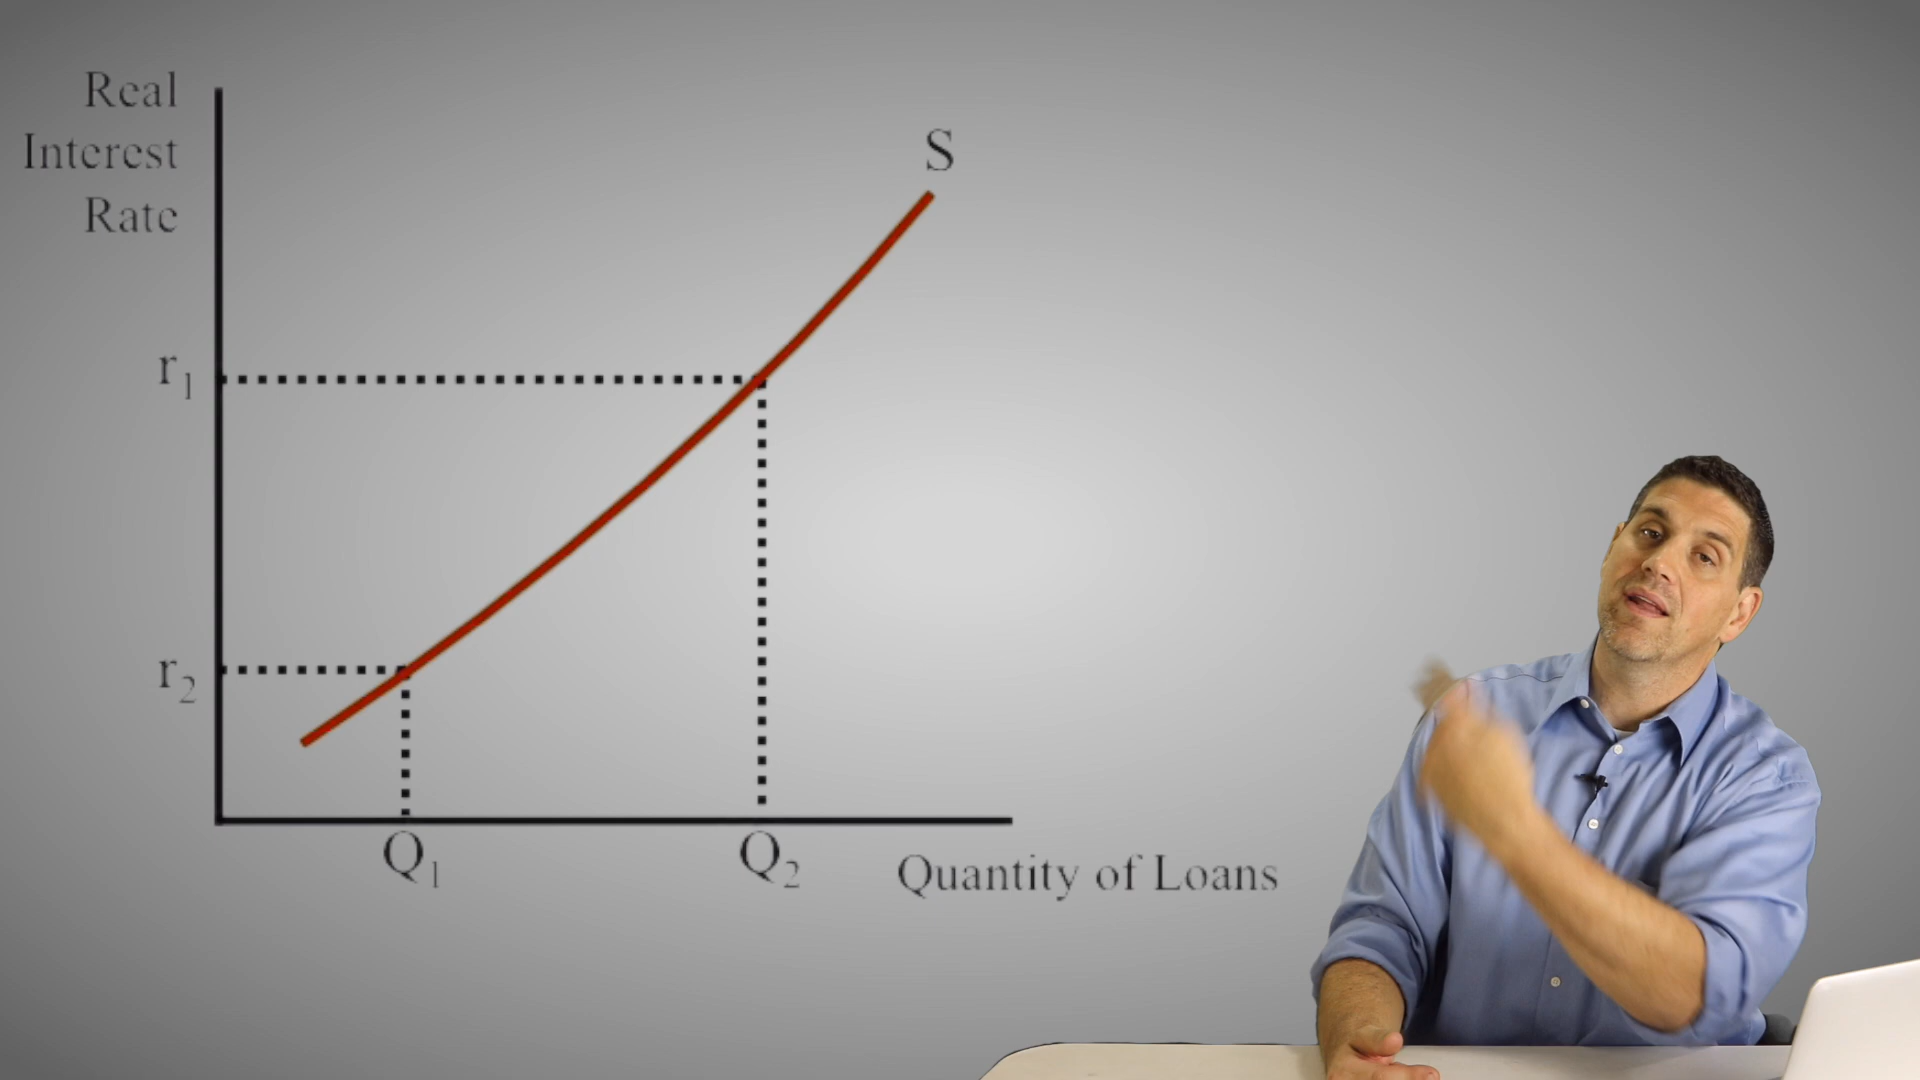 Real
Interest
Rate
S
r1
r2
Q1
Q2
Quantity of Loans